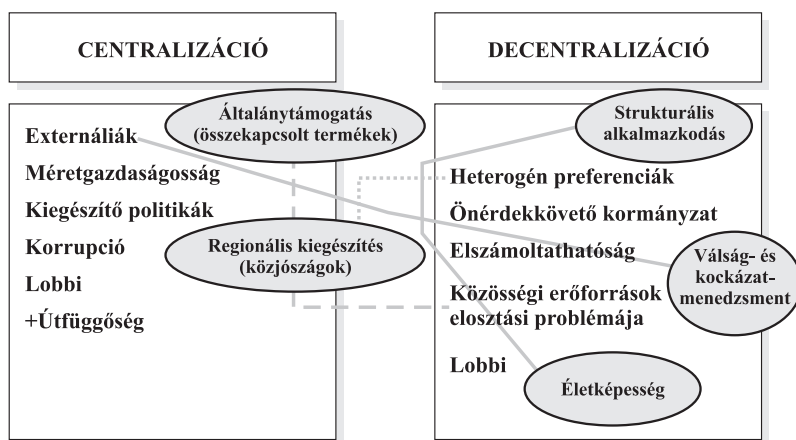 CENTRALIZÁCIÓ
Általánytámogatás
(összekapcsolt termékek)
Externáliák
Méretgazdaságosság
Kiegészítő politikák
Korrupció
Regionális kiegészítés
(közjószágok)
Lobbi
+Útfüggőség
DECENTRALIZÁCIÓ
Strukturális
alkalmazkodás
Heterogén preferenciák
Önérdekkövető kormányzat
Elszámoltathatóság
Válság- és
kockázat-
menedzsment
Közösségi erőforrások
elosztási problémája
Lobbi
Életképesség